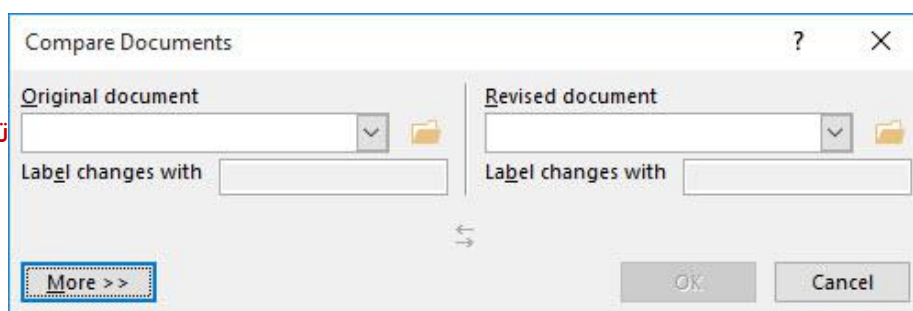 Compare Documents ?
Original document
Revised document
ü
Label changes with
Label changes with
More >>
OK
Cancel